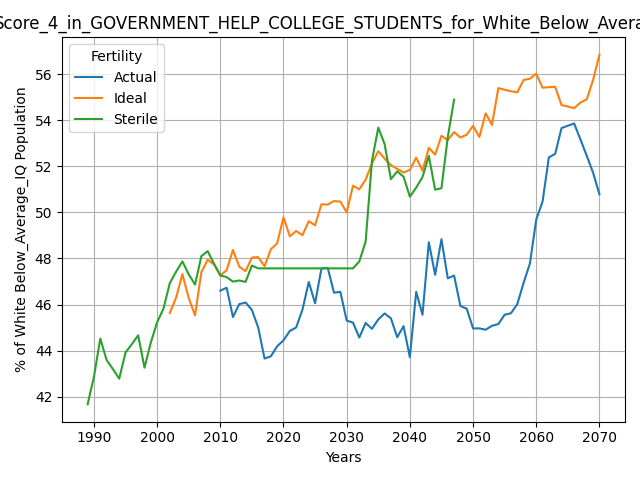 Score_4_in_GOVERNMENT_HELP_COLLEGE_STUDENTS_for_White_Below_Avera
Fertility
Actual
Ideal
Sterile
% of White Below_Average_IQ Population
56
54
52
50
48
46
44
42
1990 2000 2010 2020 2030 2040 2050 2060 2070
Years